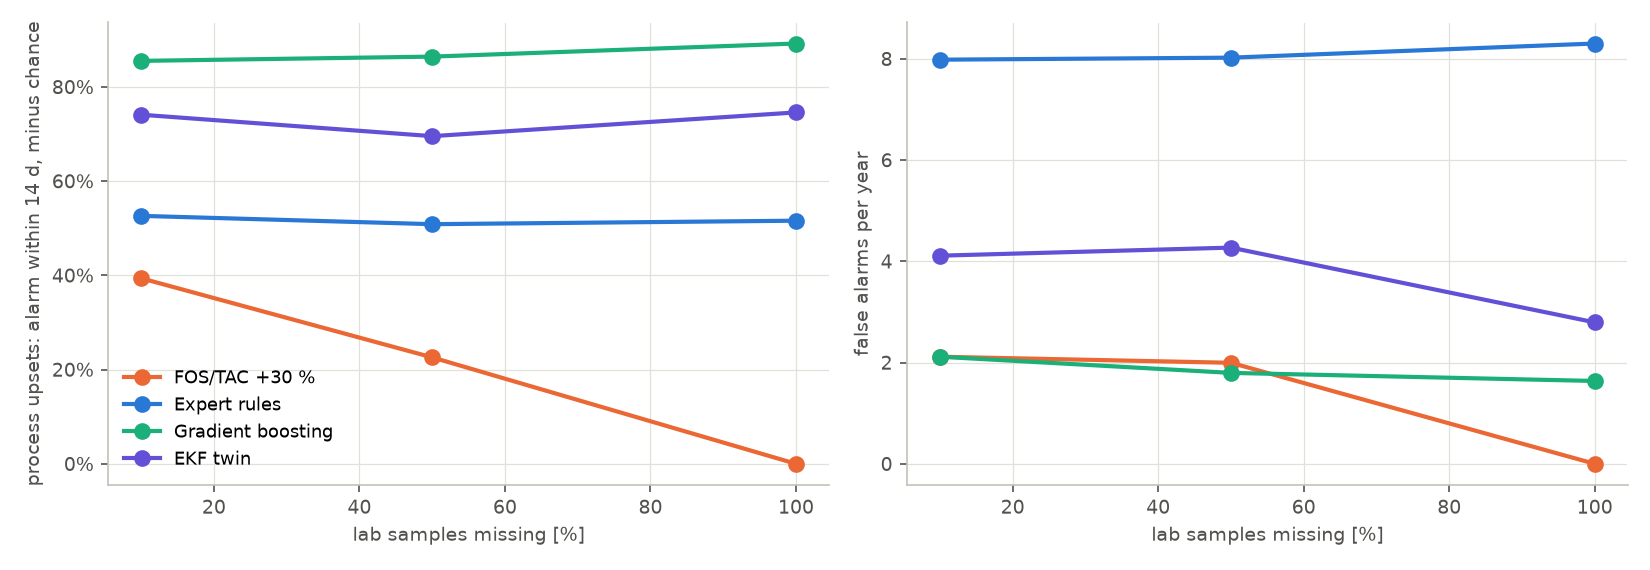 process upsets: alarm within 14 d, minus chance
80%
60%
40%
20%
0%
FOS/TAC +30 %
Expert rules
Gradient boosting
EKF twin
20
40
60
80
100
lab samples missing [%]
false alarms per year
8
6
4
2
0
20
40
60
80
100
lab samples missing [%]